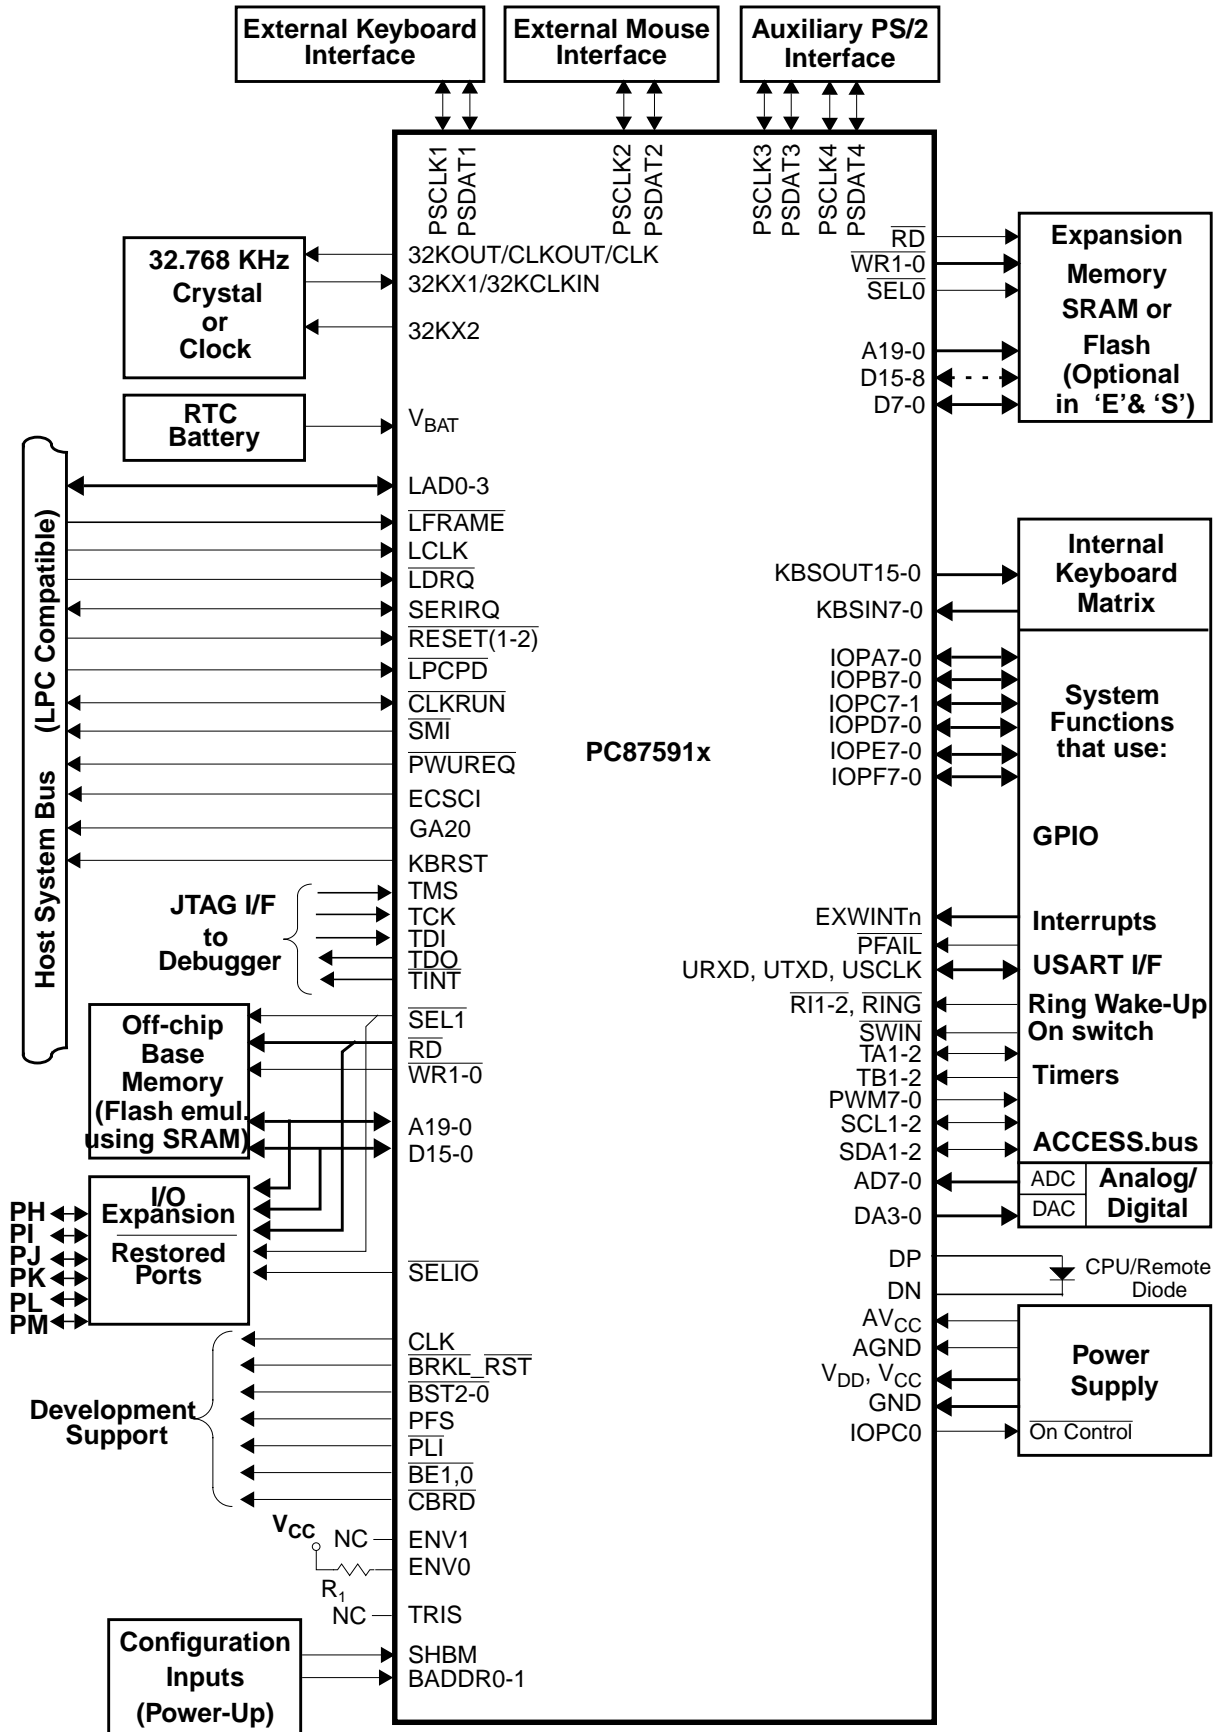 External Keyboard
Interface
External Mouse
Interface
Auxiliary PS/2
Interface
PSCLK1
PSDAT1
PSCLK2
PSDAT2
PSCLK3
PSDAT3
PSCLK4
PSDAT4
32.768 KHz
Crystal
or
Clock
32KOUT/CLKOUT/CLK
32KX1/32KCLKIN
32KX2
RTC
Battery
VBAT
Host System Bus (LPC Compatible)
LAD0-3
LFRAME
LCLK
LDRQ
SERIRQ
RESET(1-2)
LPCPD
CLKRUN
SMI
PWUREQ
ECSCI
GA20
KBRST
JTAG I/F
to
Debugger
TMS
TCK
TDI
TDO
TINT
Off-chip
Base
Memory
(Flash emul.
using SRAM)
SEL1
RD
WR1-0
A19-0
D15-0
PH
PI
PJ
PK
PL
PM
I/O
Expansion
Restored
Ports
SELIO
Development
Support
CLK
BRKL_RST
BST2-0
PFS
PLI
BE1,0
CBRD
VCC
NC
ENV1
ENV0
R1
NC
TRIS
Configuration
Inputs
(Power-Up)
SHBM
BADDR0-1
PC87591x
RD
WR1-0
SEL0
A19-0
D15-8
D7-0
Expansion
Memory
SRAM or
Flash
(Optional
in ‘E’& ‘S’)
KBSOUT15-0
KBSIN7-0
Internal
Keyboard
Matrix
IOPA7-0
IOPB7-0
IOPC7-1
IOPD7-0
IOPE7-0
IOPF7-0
System
Functions
that use:
GPIO
EXWINTn
Interrupts
PFAIL
URXD, UTXD, USCLK
USART I/F
RI1-2, RING
Ring Wake-Up
SWIN
On switch
TA1-2
TB1-2
Timers
PWM7-0
SCL1-2
SDA1-2
ACCESS.bus
AD7-0
ADC
DA3-0
DAC
Analog/
Digital
DP
DN
CPU/Remote
Diode
AVCC
AGND
VDD, VCC
GND
IOPC0
Power
Supply
On Control